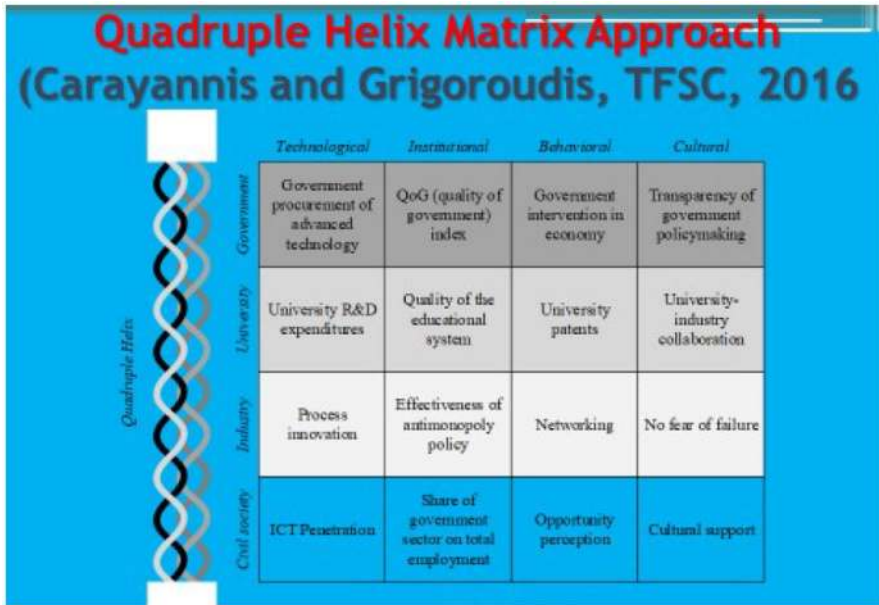 Quadruple Helix Matrix Approach
(Carayannis and Grigoroudis, TFSC, 2016
Technological Institutional Behavioral Cultural
Quadruple Helix
Government
Government
procurement of
advanced
technology
QoG (quality of
government)
index
Government
intervention in
economy
Transparency of
government
policymaking
University
University R&D
expenditures
Quality of the
educational
system
University
patents
University-
industry
collaboration
Industry
Process
innovation
Effectiveness of
antimonopoly
policy
Networking
No fear of failure
Civil society
ICT Penetration
Share of
government
sector on total
employment
Opportunity
perception
Cultural support